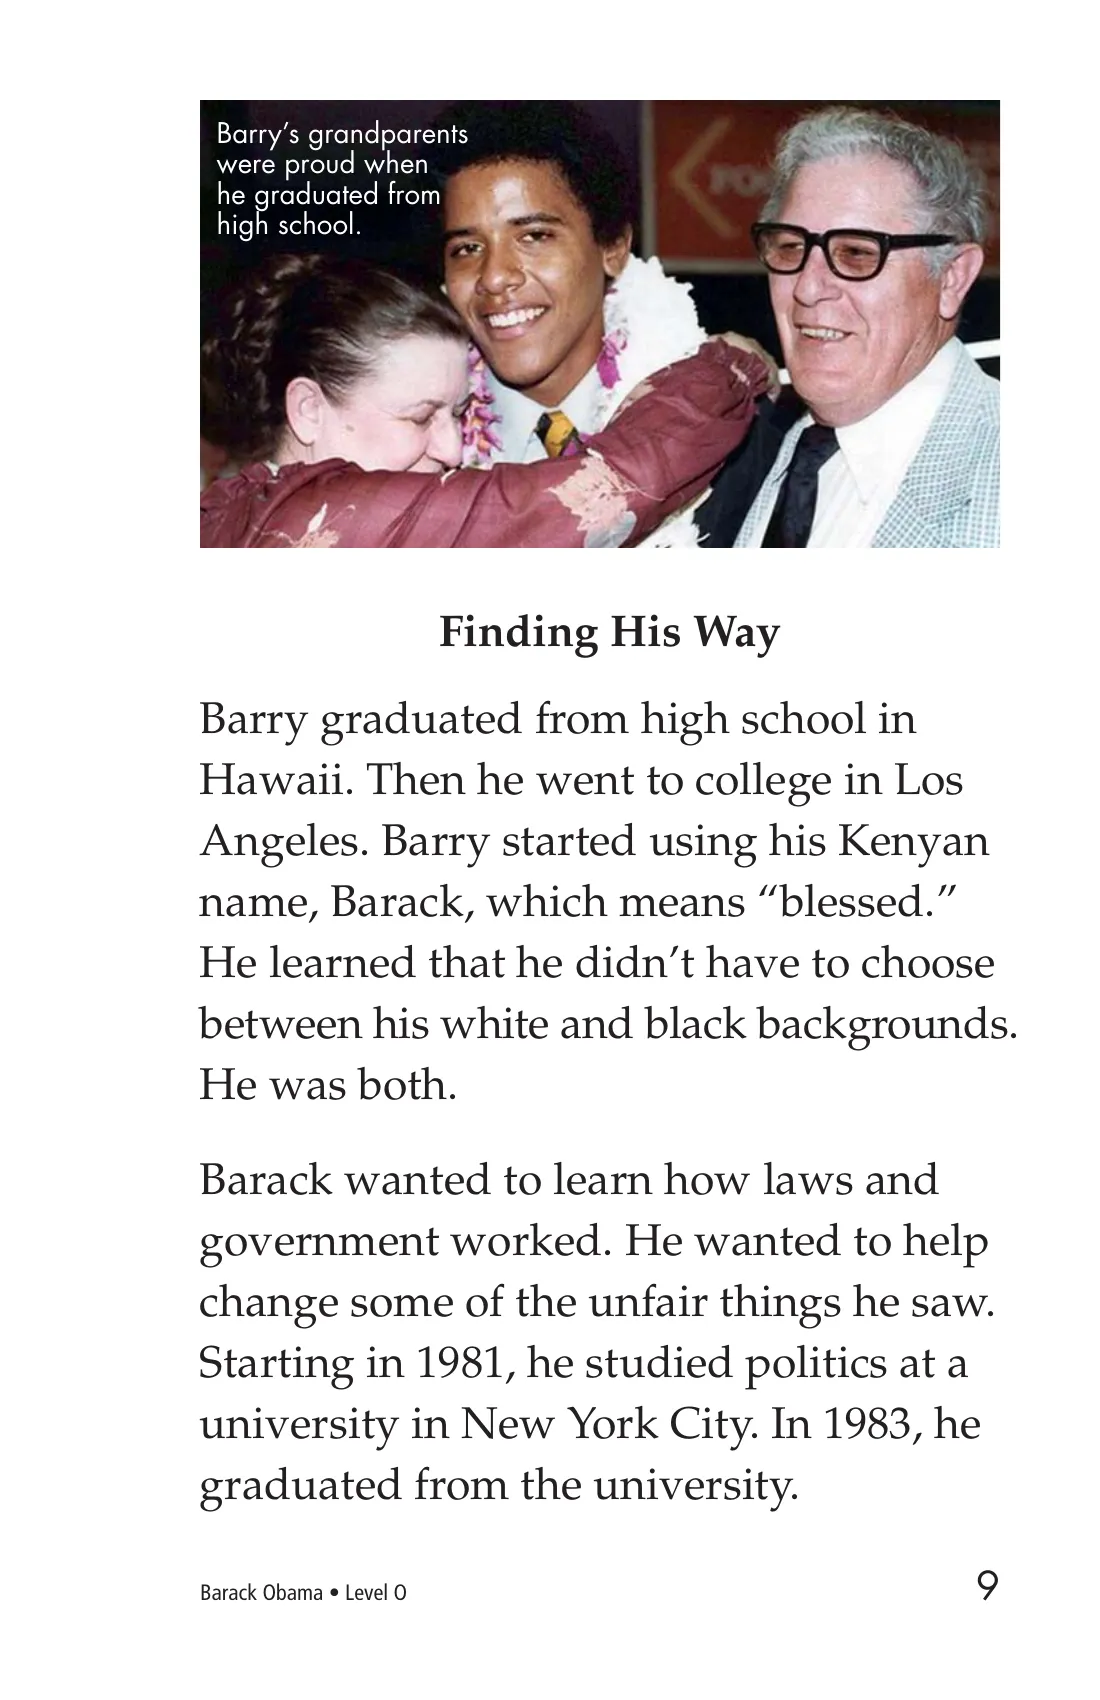 Barry’s grandparents
were proud when
he graduated from
high school.
Finding His Way
Barry graduated from high school in
Hawaii. Then he went to college in Los
Angeles. Barry started using his Kenyan
name, Barack, which means “blessed.”
He learned that he didn’t have to choose
between his white and black backgrounds.
He was both.
Barack wanted to learn how laws and
government worked. He wanted to help
change some of the unfair things he saw.
Starting in 1981, he studied politics at a
university in New York City. In 1983, he
graduated from the university.
Barack Obama • Level O
9